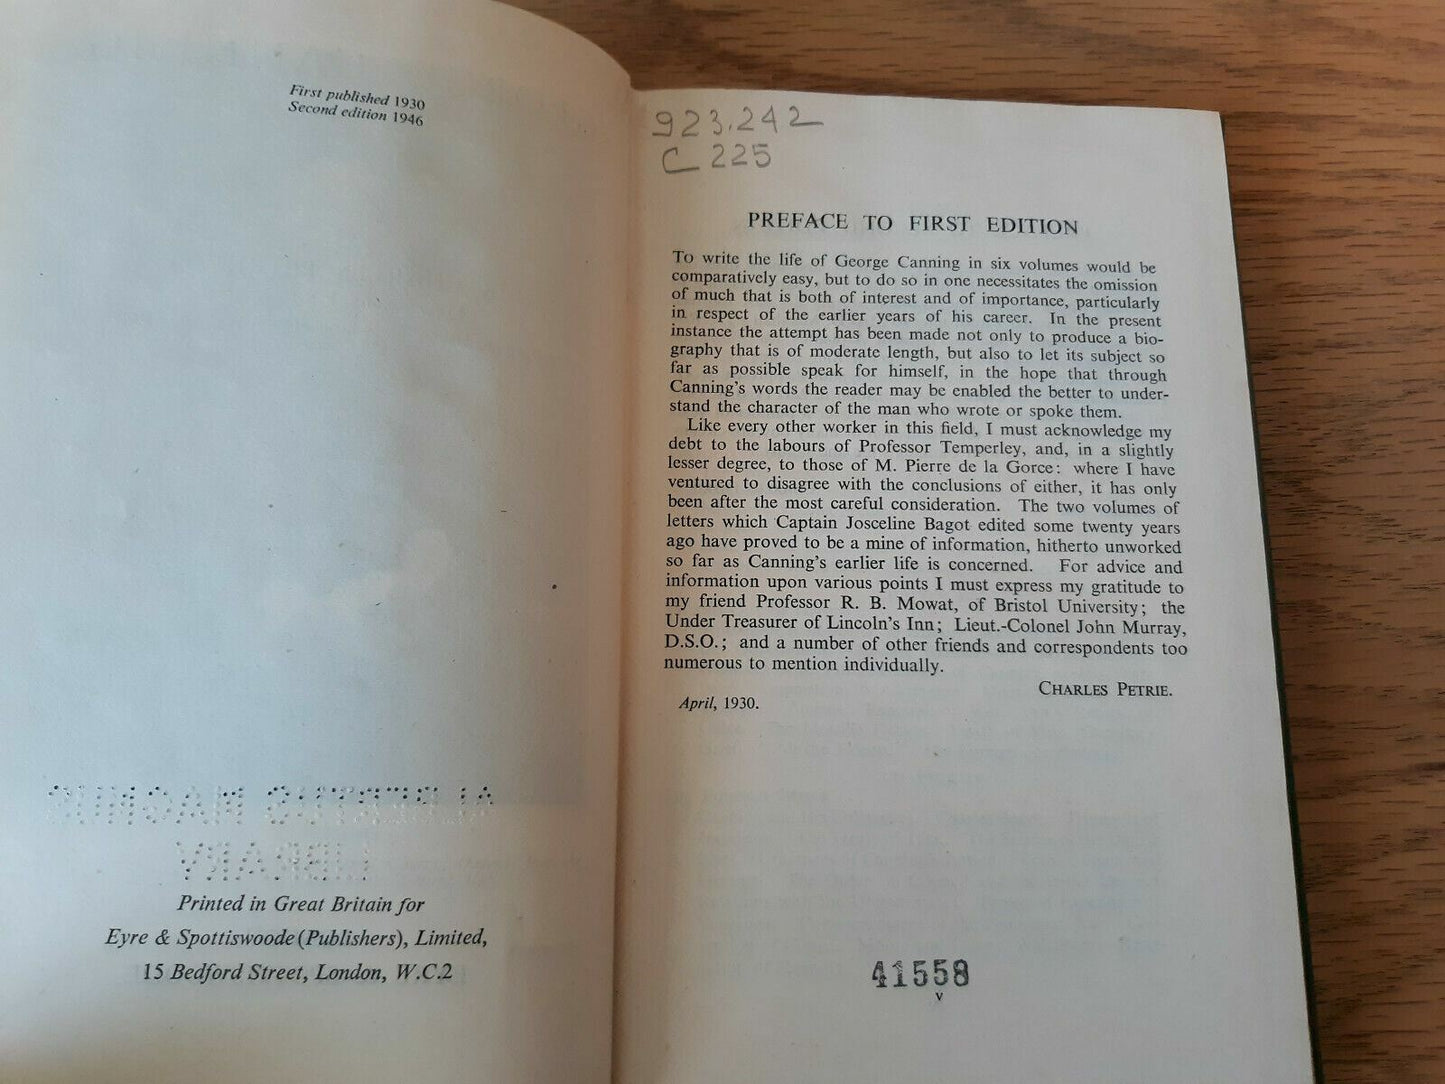 First published 1930
Second edition 1946
ALBERTUS MAGNUS
LIBRARY
Printed in Great Britain for
Eyre & Spottiswoode (Publishers), Limited,
15 Bedford Street, London, W.C.2
923.242
C 225
PREFACE TO FIRST EDITION
To write the life of George Canning in six volumes would be
comparatively easy, but to do so in one necessitates the omission
of much that is both of interest and of importance, particularly
in respect of the earlier years of his career. In the present
instance the attempt has been made not only to produce a bio-
graphy that is of moderate length, but also to let its subject so
far as possible speak for himself, in the hope that through
Canning's words the reader may be enabled the better to under-
stand the character of the man who wrote or spoke them.
Like every other worker in this field, I must acknowledge my
debt to the labours of Professor Temperley, and, in a slightly
lesser degree, to those of M. Pierre de la Gorce: where I have
ventured to disagree with the conclusions of either, it has only
been after the most careful consideration. The two volumes of
letters which Captain Josceline Bagot edited some twenty years
ago have proved to be a mine of information, hitherto unworked
so far as Canning's earlier life is concerned. For advice and
information upon various points I must express my gratitude to
my friend Professor R. B. Mowat, of Bristol University; the
Under Treasurer of Lincoln's Inn; Lieut.-Colonel John Murray,
D.S.O.; and a number of other friends and correspondents too
numerous to mention individually.
CHARLES PETRIE.
April, 1930.
41558
v